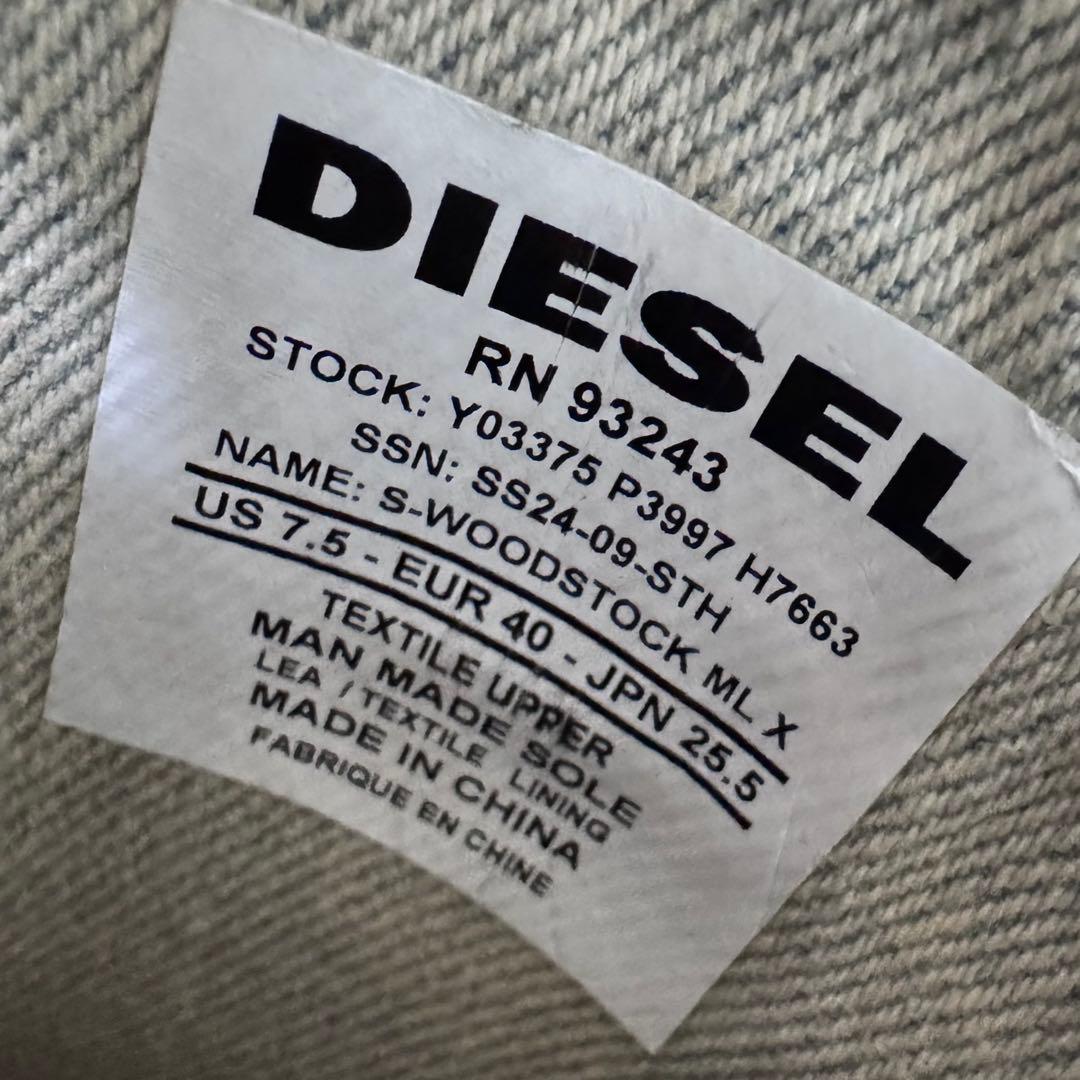 DIESEL
RN 93243
STOCK: Y03375 P3997 H7663
SSN: SS24-09-STH
NAME: S-WOODSTOCK ML X
US 7.5 - EUR 40 - JPN 25.5
TEXTILE UPPER
MAN MADE SOLE
LEA / TEXTILE LINING
MADE IN CHINA
FABRIQUE EN CHINE